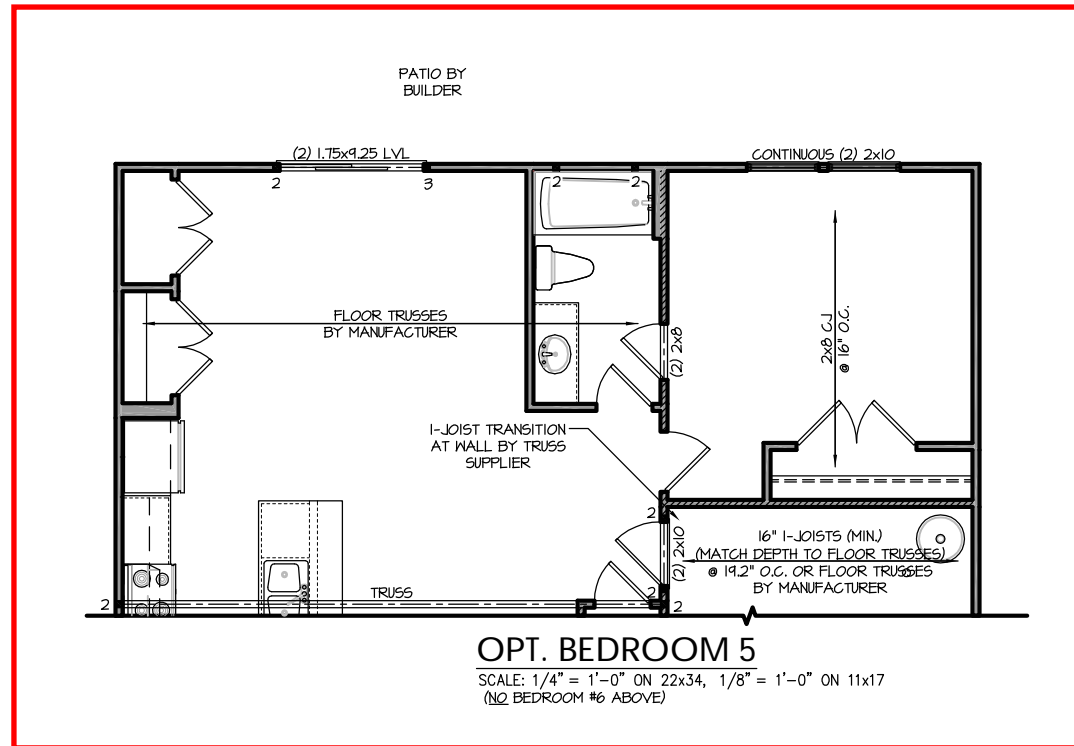 PATIO BY
BUILDER
(2) 1.75x9.25 LVL
CONTINUOUS (2) 2x10
2
3
2
2
FLOOR TRUSSES
BY MANUFACTURER
(2) 2x8
2x8 CJ
@ 16" O.C.
I-JOIST TRANSITION
AT WALL BY TRUSS
SUPPLIER
2
(2) 2x10
16" I-JOISTS (MIN.)
(MATCH DEPTH TO FLOOR TRUSSES)
@ 19.2" O.C. OR FLOOR TRUSSES
BY MANUFACTURER
TRUSS
2
2
2
OPT. BEDROOM 5
SCALE: 1/4" = 1'-0" ON 22x34, 1/8" = 1'-0" ON 11x17
(NO BEDROOM #6 ABOVE)